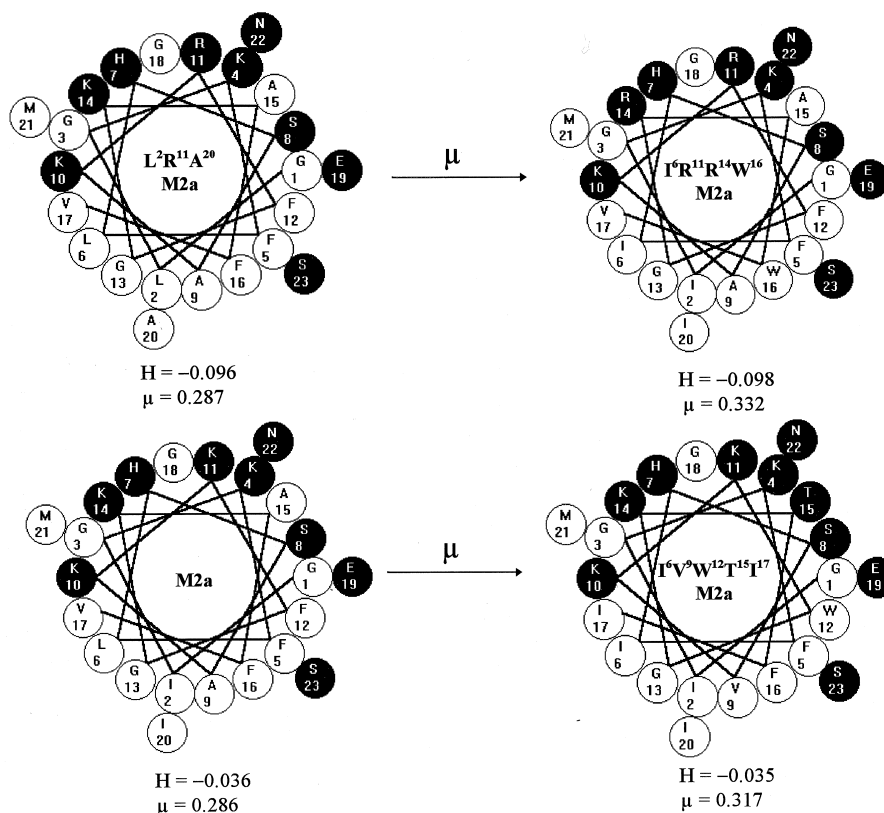 N 22
G 18
R 11
H 7
K 4
K 14
A 15
M 21
G 3
S 8
L²R¹¹A²⁰
M2a
K 10
G 1
E 19
V 17
F 12
L 6
F 5
G 13
L 2
A 9
F 16
S 23
A 20
H = −0.096
μ = 0.287
μ
N 22
G 18
R 11
H 7
K 4
R 14
A 15
M 21
G 3
S 8
I⁶R¹¹R¹⁴W¹⁶
M2a
K 10
G 1
E 19
V 17
F 12
I 6
F 5
G 13
I 2
A 9
W 16
S 23
I 20
H = −0.098
μ = 0.332
N 22
G 18
K 11
H 7
K 4
K 14
A 15
M 21
G 3
S 8
M2a
K 10
G 1
E 19
V 17
F 12
L 6
F 5
G 13
I 2
A 9
F 16
S 23
I 20
H = −0.036
μ = 0.286
μ
N 22
G 18
K 11
H 7
K 4
K 14
T 15
M 21
G 3
S 8
I⁶V⁹W¹²T¹⁵I¹⁷
M2a
K 10
G 1
E 19
I 17
W 12
I 6
F 5
G 13
I 2
V 9
F 16
S 23
I 20
H = −0.035
μ = 0.317